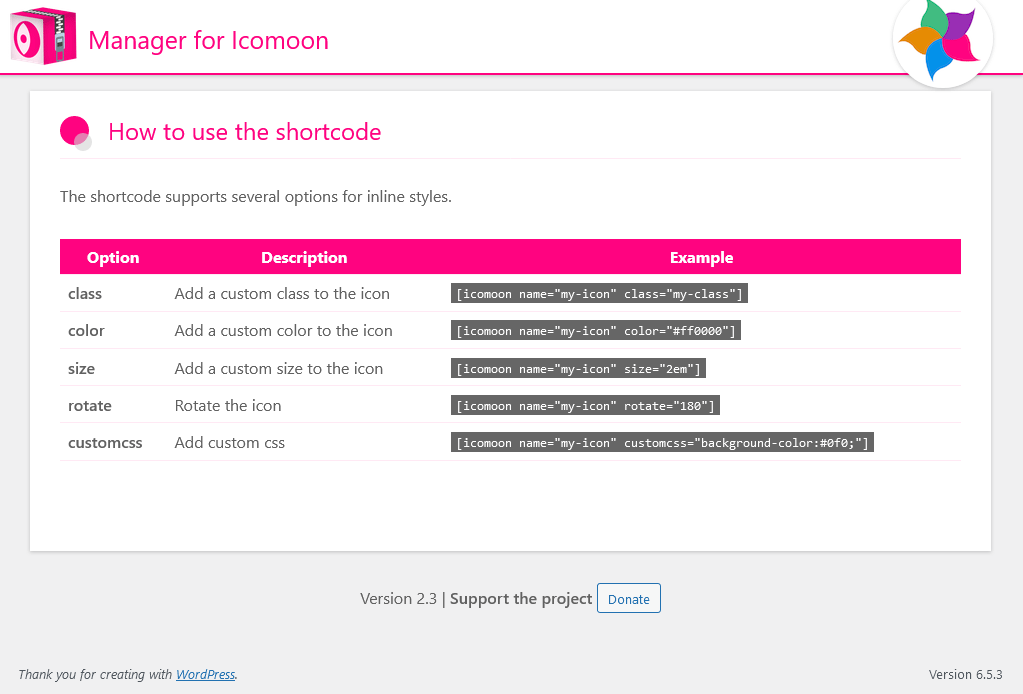 Manager for Icomoon
How to use the shortcode
The shortcode supports several options for inline styles.
Option Description Example
class Add a custom class to the icon [icomoon name="my-icon" class="my-class"]
color Add a custom color to the icon [icomoon name="my-icon" color="#ff0000"]
size Add a custom size to the icon [icomoon name="my-icon" size="2em"]
rotate Rotate the icon [icomoon name="my-icon" rotate="180"]
customcss Add custom css [icomoon name="my-icon" customcss="background-color:#0f0;"]
Version 2.3 | Support the project Donate
Thank you for creating with WordPress. Version 6.5.3